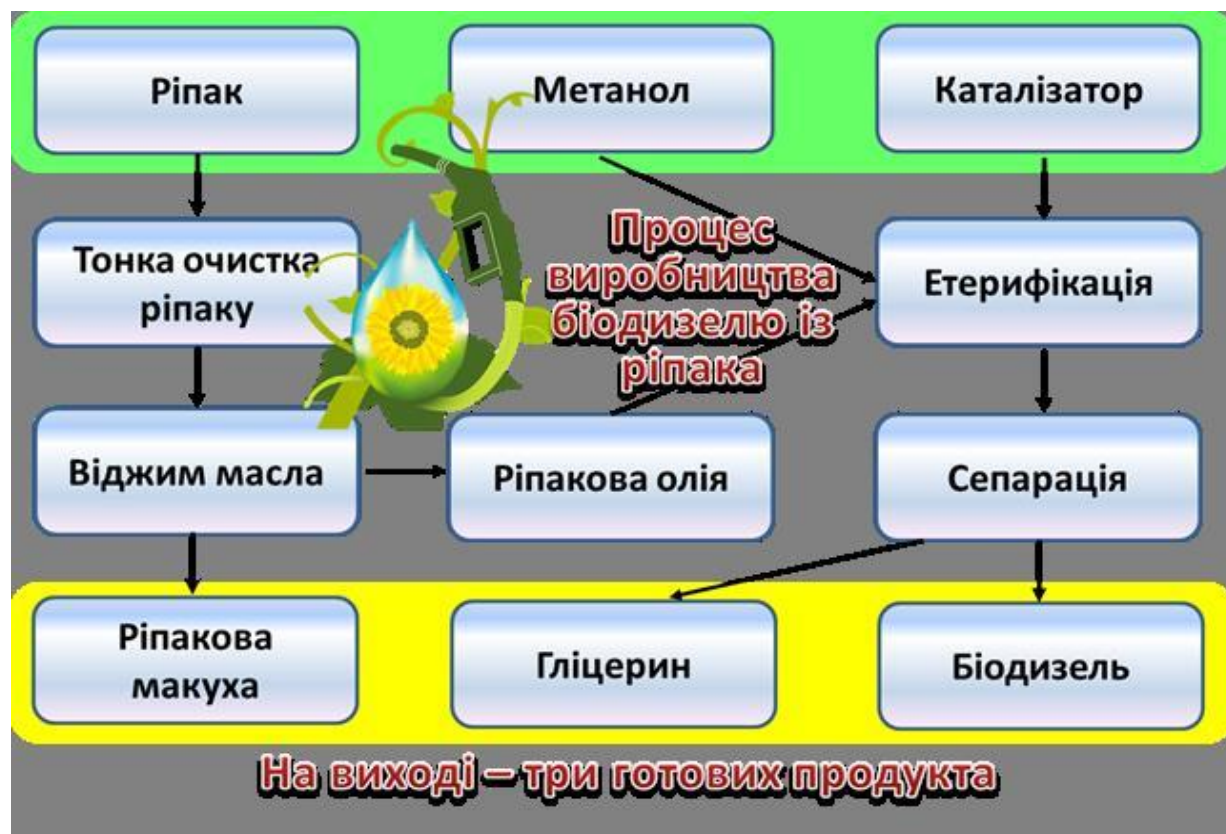 Ріпак
Метанол
Каталізатор
Тонка очистка
ріпаку
Процес
виробництва
біодизелю із
ріпака
Етерифікація
Віджим масла
Ріпакова олія
Сепарація
Ріпакова
макуха
Гліцерин
Біодизель
На виході – три готових продукта